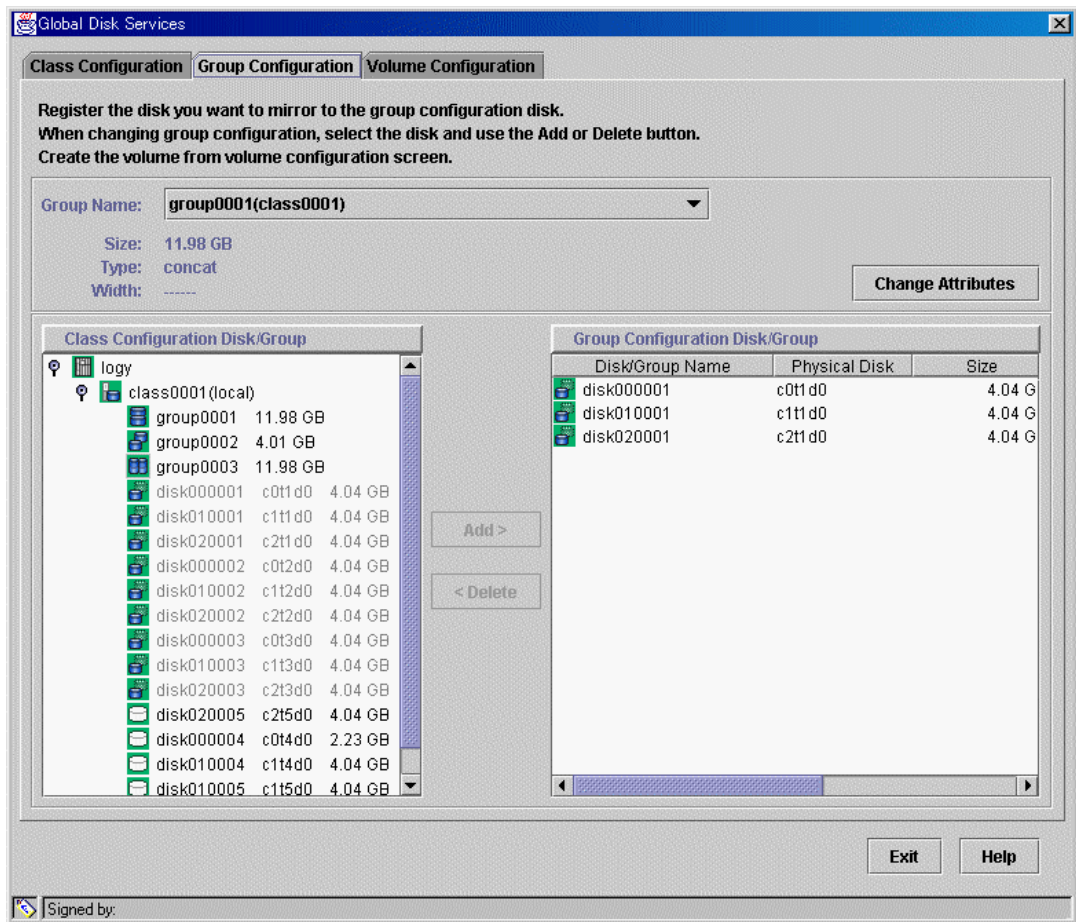 Global Disk Services
Class Configuration Group Configuration Volume Configuration
Register the disk you want to mirror to the group configuration disk.
When changing group configuration, select the disk and use the Add or Delete button.
Create the volume from volume configuration screen.
Group Name: group0001(class0001)
Size: 11.98 GB
Type: concat
Width: ------
Change Attributes
Class Configuration Disk/Group
logy
class0001(local)
group0001 11.98 GB
group0002 4.01 GB
group0003 11.98 GB
disk000001 c0t1d0 4.04 GB
disk010001 c1t1d0 4.04 GB
disk020001 c2t1d0 4.04 GB
disk000002 c0t2d0 4.04 GB
disk010002 c1t2d0 4.04 GB
disk020002 c2t2d0 4.04 GB
disk000003 c0t3d0 4.04 GB
disk010003 c1t3d0 4.04 GB
disk020003 c2t3d0 4.04 GB
disk020005 c2t5d0 4.04 GB
disk000004 c0t4d0 2.23 GB
disk010004 c1t4d0 4.04 GB
disk010005 c1t5d0 4.04 GB
Add >
< Delete
Group Configuration Disk/Group
Disk/Group Name Physical Disk Size
disk000001 c0t1d0 4.04 G
disk010001 c1t1d0 4.04 G
disk020001 c2t1d0 4.04 G
Exit Help
Signed by: